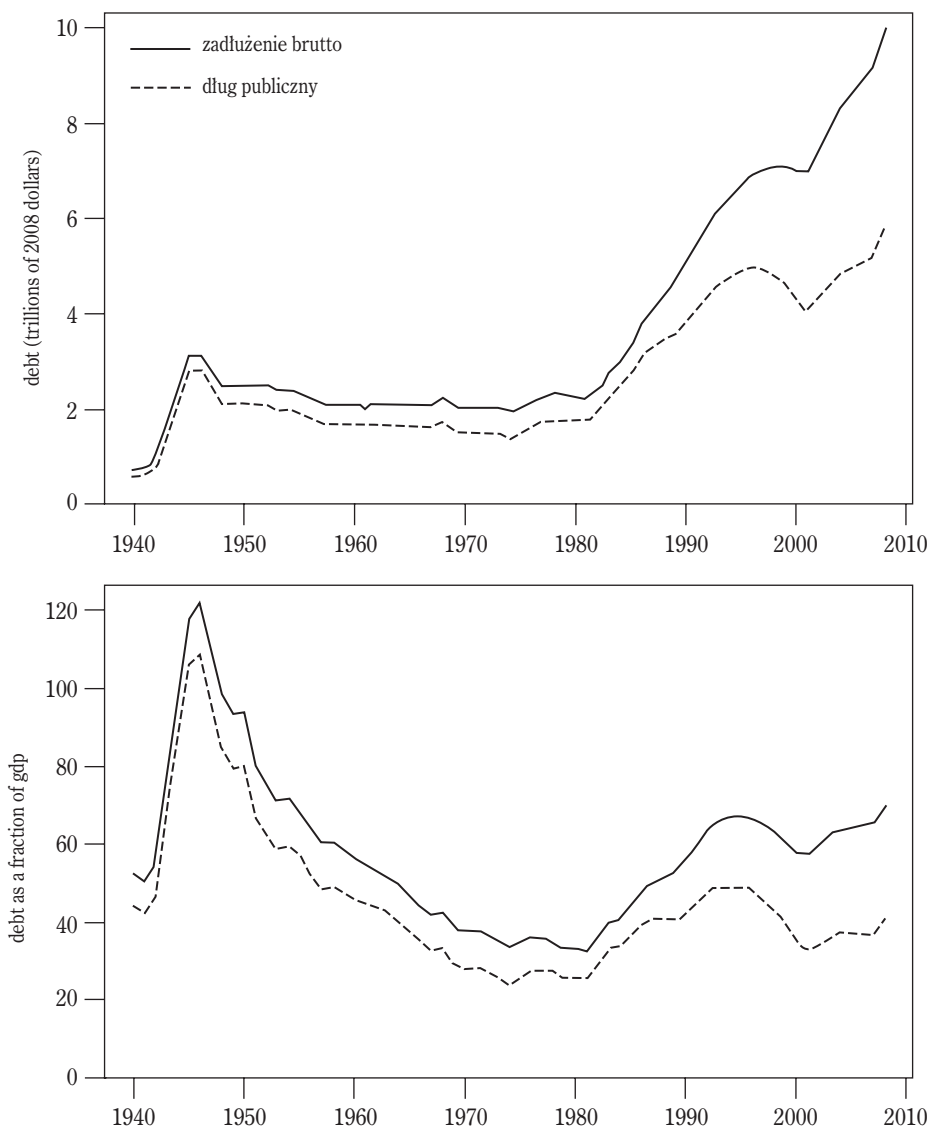 10
zadłużenie brutto
dług publiczny
8
6
4
2
0
debt (trillions of 2008 dollars)
1940 1950 1960 1970 1980 1990 2000 2010
120
100
80
60
40
20
0
debt as a fraction of gdp
1940 1950 1960 1970 1980 1990 2000 2010